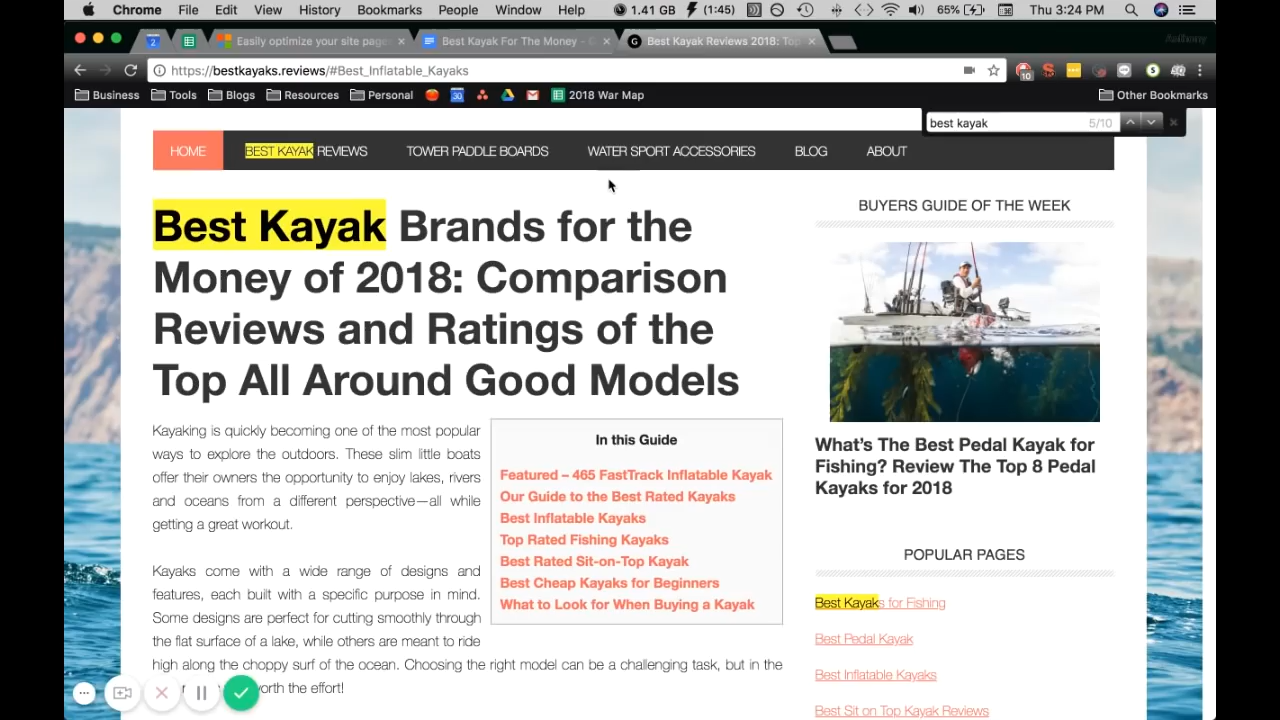 Chrome File Edit View History Bookmarks People Window Help 1.41 GB (1:45) 65% Thu 3:24 PM
2 Easily optimize your site page × Best Kayak For The Money - G × G Best Kayak Reviews 2018: Top × Anthony
https://bestkayaks.reviews/#Best_Inflatable_Kayaks 10
Business Tools Blogs Resources Personal 30 2018 War Map Other Bookmarks
best kayak 5/10
HOME BEST KAYAK REVIEWS TOWER PADDLE BOARDS WATER SPORT ACCESSORIES BLOG ABOUT
Best Kayak Brands for the
Money of 2018: Comparison
Reviews and Ratings of the
Top All Around Good Models
Kayaking is quickly becoming one of the most popular
ways to explore the outdoors. These slim little boats
offer their owners the opportunity to enjoy lakes, rivers
and oceans from a different perspective—all while
getting a great workout.
Kayaks come with a wide range of designs and
features, each built with a specific purpose in mind.
Some designs are perfect for cutting smoothly through
the flat surface of a lake, while others are meant to ride
high along the choppy surf of the ocean. Choosing the right model can be a challenging task, but in the
worth the effort!
In this Guide
Featured – 465 FastTrack Inflatable Kayak
Our Guide to the Best Rated Kayaks
Best Inflatable Kayaks
Top Rated Fishing Kayaks
Best Rated Sit-on-Top Kayak
Best Cheap Kayaks for Beginners
What to Look for When Buying a Kayak
BUYERS GUIDE OF THE WEEK
What's The Best Pedal Kayak for
Fishing? Review The Top 8 Pedal
Kayaks for 2018
POPULAR PAGES
Best Kayaks for Fishing
Best Pedal Kayak
Best Inflatable Kayaks
Best Sit on Top Kayak Reviews